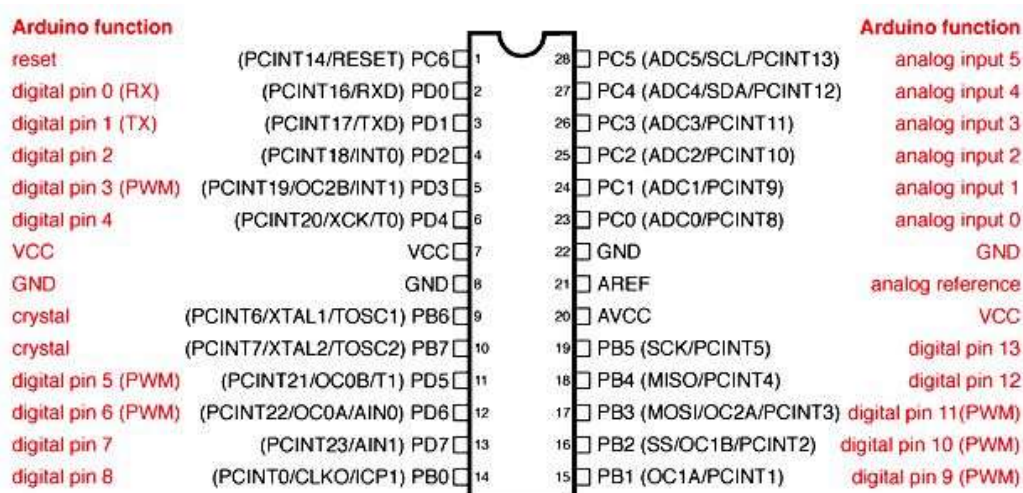 Arduino function Arduino function
reset (PCINT14/RESET) PC6 1 28 PC5 (ADC5/SCL/PCINT13) analog input 5
digital pin 0 (RX) (PCINT16/RXD) PD0 2 27 PC4 (ADC4/SDA/PCINT12) analog input 4
digital pin 1 (TX) (PCINT17/TXD) PD1 3 26 PC3 (ADC3/PCINT11) analog input 3
digital pin 2 (PCINT18/INT0) PD2 4 25 PC2 (ADC2/PCINT10) analog input 2
digital pin 3 (PWM) (PCINT19/OC2B/INT1) PD3 5 24 PC1 (ADC1/PCINT9) analog input 1
digital pin 4 (PCINT20/XCK/T0) PD4 6 23 PC0 (ADC0/PCINT8) analog input 0
VCC VCC 7 22 GND GND
GND GND 8 21 AREF analog reference
crystal (PCINT6/XTAL1/TOSC1) PB6 9 20 AVCC VCC
crystal (PCINT7/XTAL2/TOSC2) PB7 10 19 PB5 (SCK/PCINT5) digital pin 13
digital pin 5 (PWM) (PCINT21/OC0B/T1) PD5 11 18 PB4 (MISO/PCINT4) digital pin 12
digital pin 6 (PWM) (PCINT22/OC0A/AIN0) PD6 12 17 PB3 (MOSI/OC2A/PCINT3) digital pin 11(PWM)
digital pin 7 (PCINT23/AIN1) PD7 13 16 PB2 (SS/OC1B/PCINT2) digital pin 10 (PWM)
digital pin 8 (PCINT0/CLKO/ICP1) PB0 14 15 PB1 (OC1A/PCINT1) digital pin 9 (PWM)